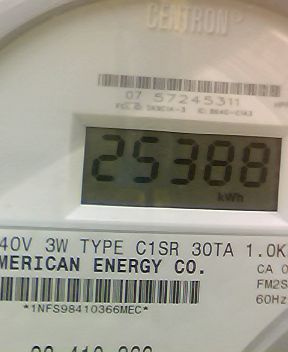 CENTRON®
07 57245311
25388
kWh
40V 3W TYPE C1SR 30TA 1.0K
MERICAN ENERGY CO.
CA 0
FM2S
60Hz
*1NFS98410366MEC*